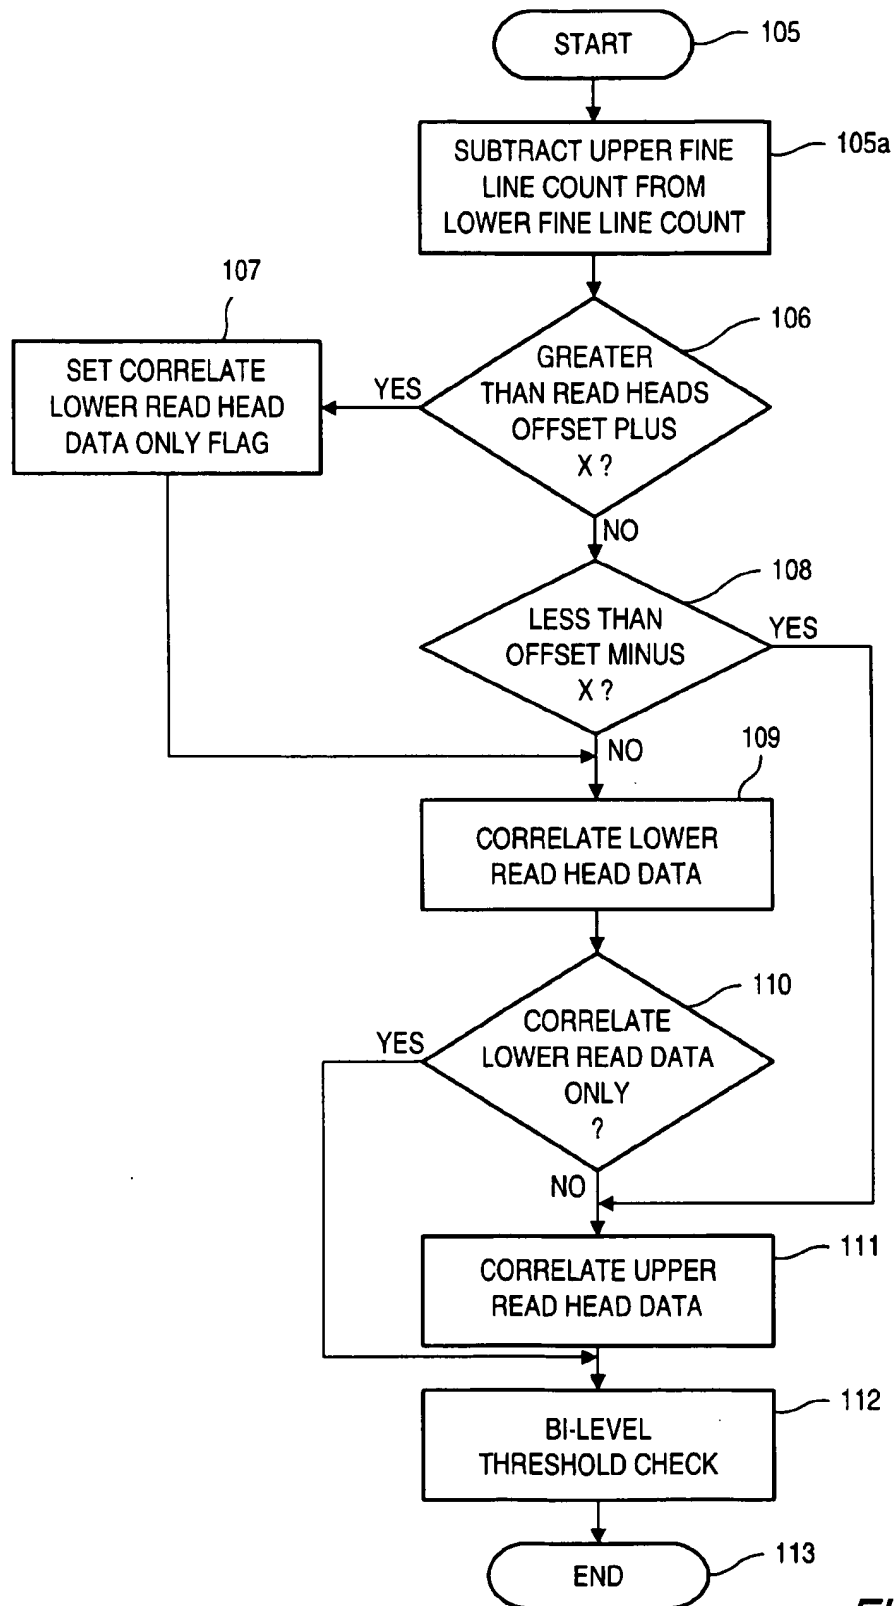 START
105
SUBTRACT UPPER FINE
LINE COUNT FROM
LOWER FINE LINE COUNT
105a
107
SET CORRELATE
LOWER READ HEAD
DATA ONLY FLAG
YES
GREATER
THAN READ HEADS
OFFSET PLUS
X ?
106
NO
LESS THAN
OFFSET MINUS
X ?
108
YES
NO
109
CORRELATE LOWER
READ HEAD DATA
110
YES
CORRELATE
LOWER READ DATA
ONLY
?
NO
CORRELATE UPPER
READ HEAD DATA
111
BI-LEVEL
THRESHOLD CHECK
112
END
113